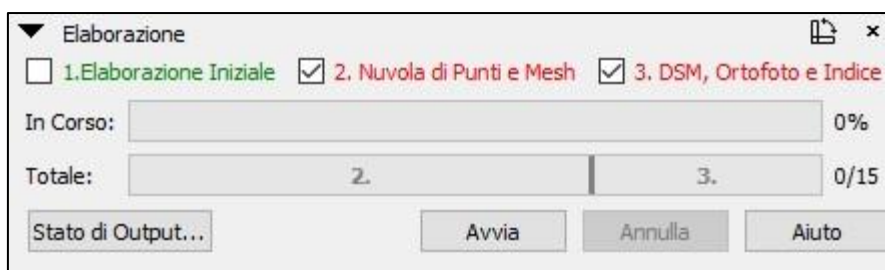 Elaborazione
1.Elaborazione Iniziale 2. Nuvola di Punti e Mesh 3. DSM, Ortofoto e Indice
In Corso: 0%
Totale: 2. 3. 0/15
Stato di Output... Avvia Annulla Aiuto